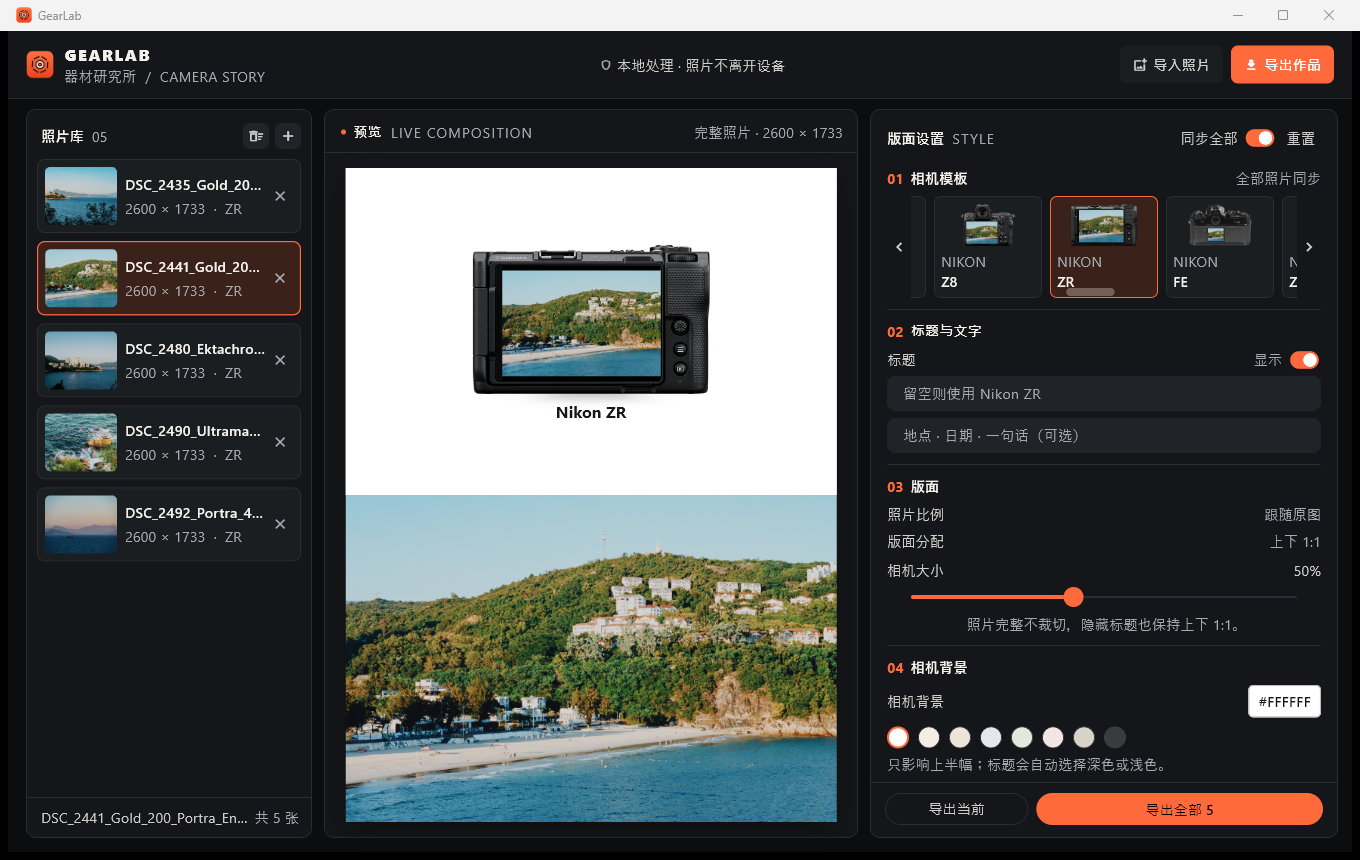 GearLab
GEARLAB
器材研究所 / CAMERA STORY
本地处理 · 照片不离开设备
导入照片
导出作品
照片库 05
DSC_2435_Gold_20...
2600 × 1733 · ZR
DSC_2441_Gold_20...
2600 × 1733 · ZR
DSC_2480_Ektachro...
2600 × 1733 · ZR
DSC_2490_Ultrama...
2600 × 1733 · ZR
DSC_2492_Portra_4...
2600 × 1733 · ZR
DSC_2441_Gold_200_Portra_En... 共 5 张
预览 LIVE COMPOSITION
完整照片 · 2600 × 1733
Nikon ZR
版面设置 STYLE
同步全部
重置
01 相机模板
全部照片同步
NIKON
Z8
NIKON
ZR
NIKON
FE
02 标题与文字
标题
显示
留空则使用 Nikon ZR
地点 · 日期 · 一句话（可选）
03 版面
照片比例
跟随原图
版面分配
上下 1:1
相机大小
50%
照片完整不裁切，隐藏标题也保持上下 1:1。
04 相机背景
相机背景
#FFFFFF
只影响上半幅；标题会自动选择深色或浅色。
导出当前
导出全部 5